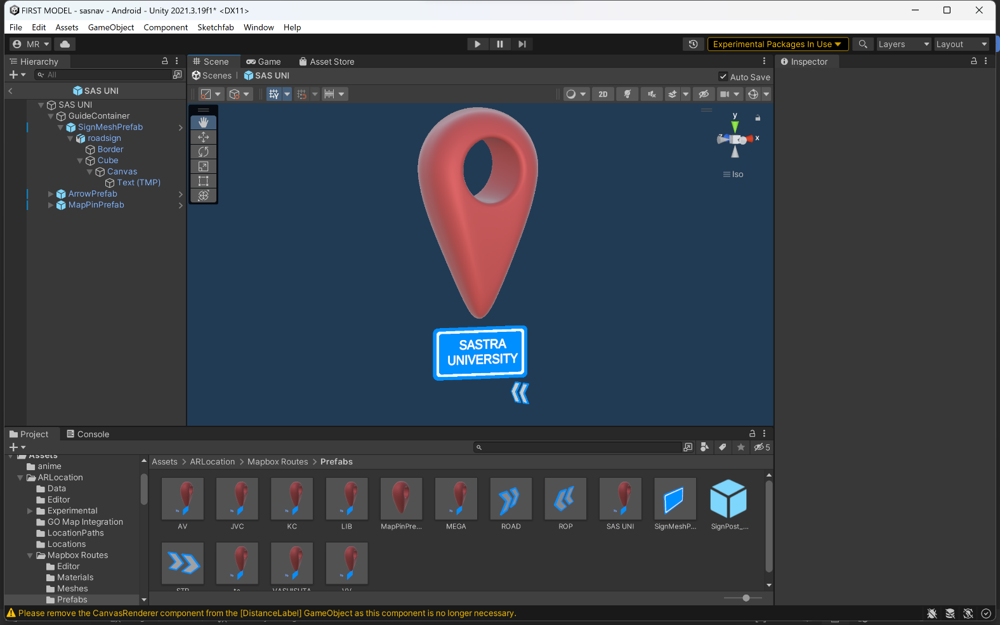 FIRST MODEL - sasnav - Android - Unity 2021.3.19f1* <DX11>
File Edit Assets GameObject Component Sketchfab Window Help
MR Experimental Packages In Use Layers Layout
Hierarchy
All
SAS UNI
SAS UNI
GuideContainer
SignMeshPrefab
roadsign
Border
Cube
Canvas
Text (TMP)
ArrowPrefab
MapPinPrefab
Scene Game Asset Store
Scenes | SAS UNI Auto Save
2D
y
z x
Iso
SASTRA
UNIVERSITY
Inspector
Project Console
5
Assets
anime
ARLocation
Data
Editor
Experimental
GO Map Integration
LocationPaths
Locations
Mapbox Routes
Editor
Materials
Meshes
Prefabs
Assets > ARLocation > Mapbox Routes > Prefabs
AV JVC KC LIB MapPinPre... MEGA ROAD ROP SAS UNI SignMeshP... SignPost_...
STP to VASHISHTA VV
Please remove the CanvasRenderer component from the [DistanceLabel] GameObject as this component is no longer necessary.